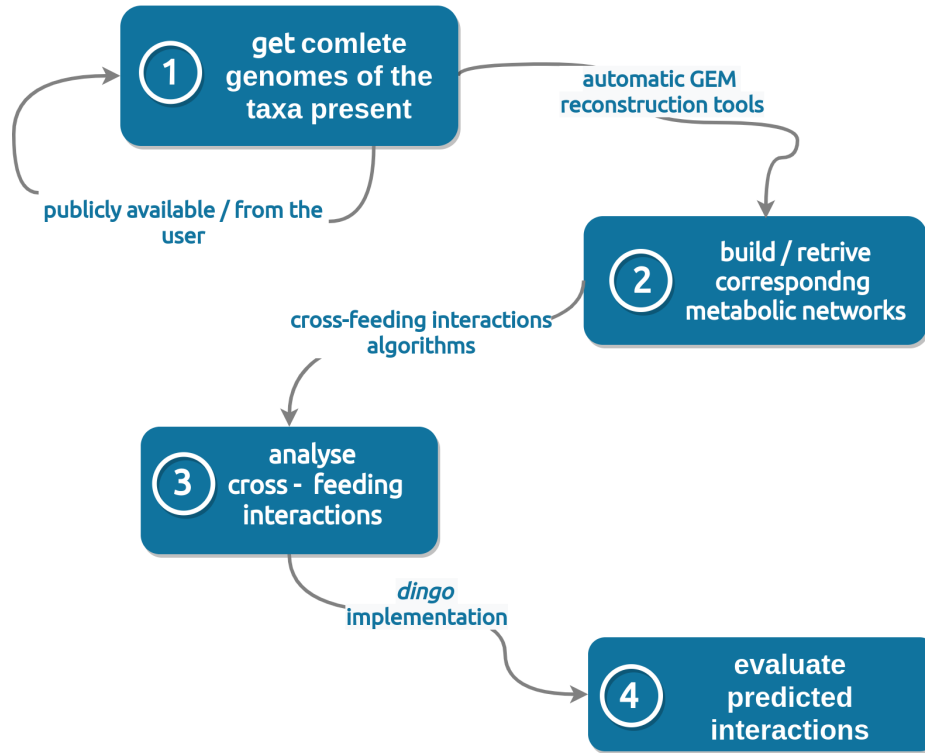 1
get comlete
genomes of the
taxa present
automatic GEM
reconstruction tools
publicly available / from the
user
2
build / retrive
correspondng
metabolic networks
cross-feeding interactions
algorithms
3
analyse
cross - feeding
interactions
dingo
implementation
4
evaluate
predicted
interactions